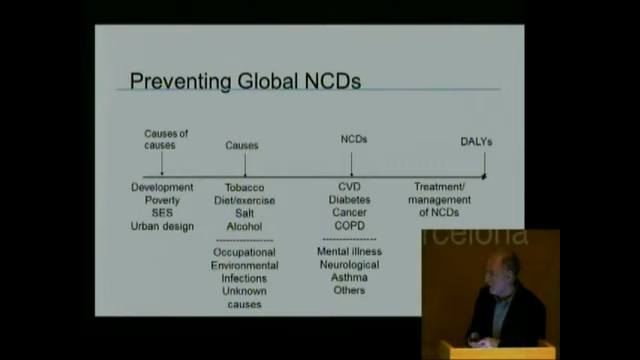 Preventing Global NCDs
Causes of
causes
Causes
NCDs
DALYs
Development
Poverty
SES
Urban design
Tobacco
Diet/exercise
Salt
Alcohol
Occupational
Environmental
Infections
Unknown
causes
CVD
Diabetes
Cancer
COPD
Mental illness
Neurological
Asthma
Others
Treatment/
management
of NCDs
arcelona